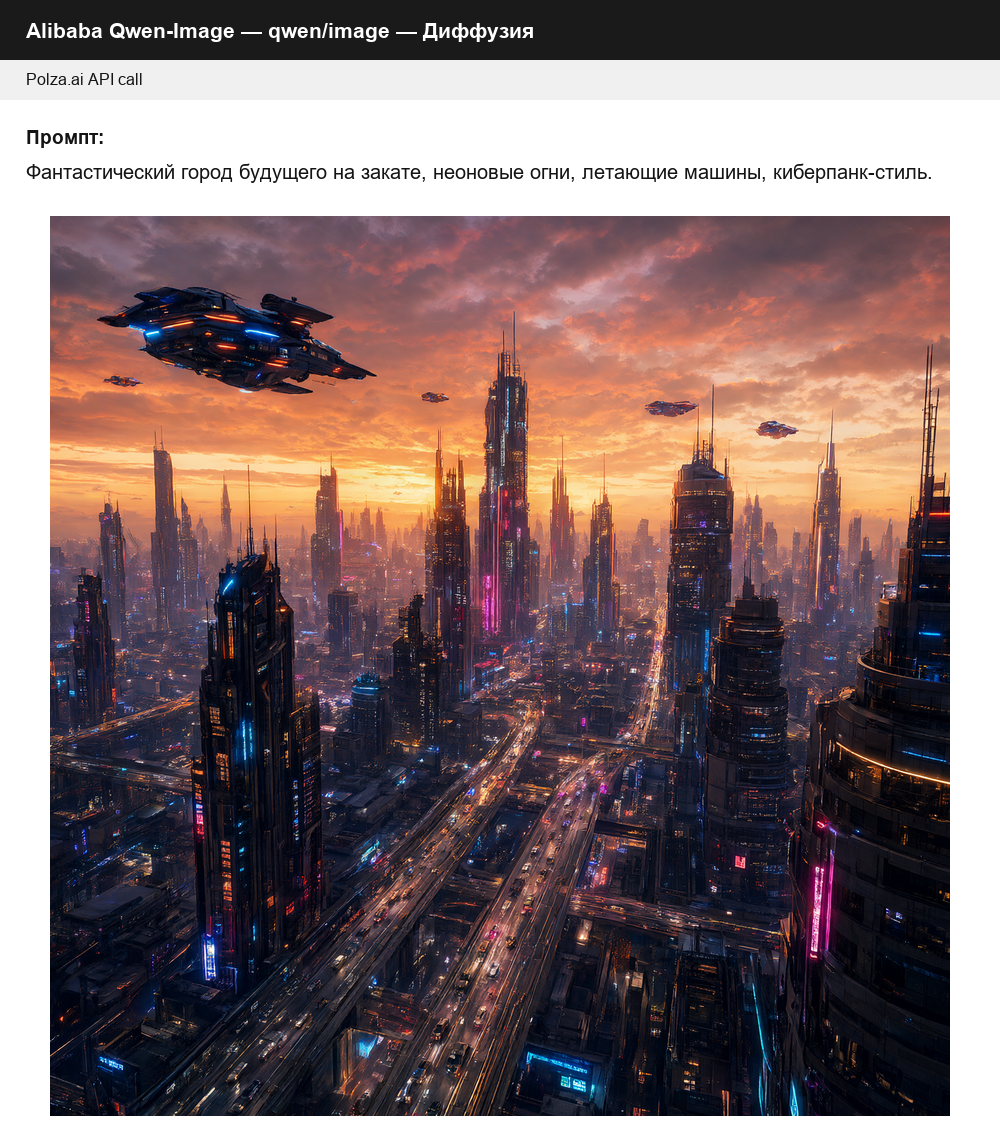 Alibaba Qwen-Image — qwen/image — Диффузия
Polza.ai API call
Промпт:
Фантастический город будущего на закате, неоновые огни, летающие машины, киберпанк-стиль.